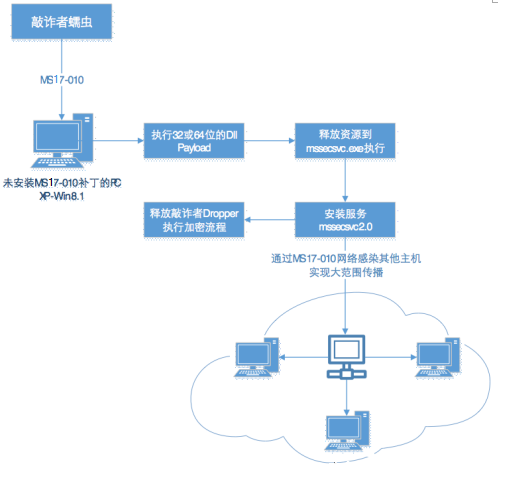 敲诈者蠕虫
MS17-010
执行32或64位的Dll
Payload
释放资源到
mssecsvc.exe执行
未安装MS17-010补丁的PC
XP-Win8.1
释放敲诈者Dropper
执行加密流程
安装服务
mssecsvc2.0
通过MS17-010网络感染其他主机
实现大范围传播